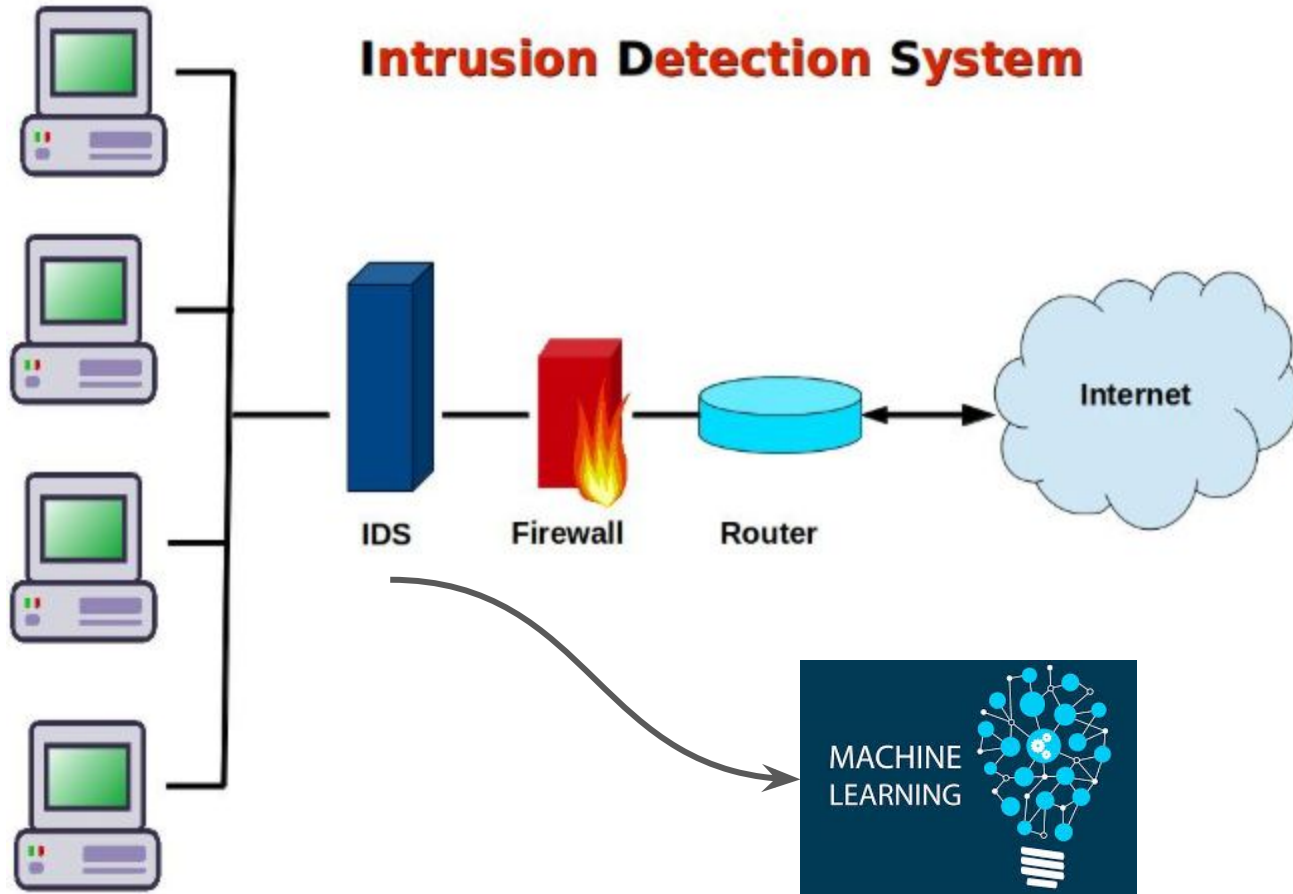 Intrusion Detection System
Internet
IDS
Firewall
Router
MACHINE
LEARNING